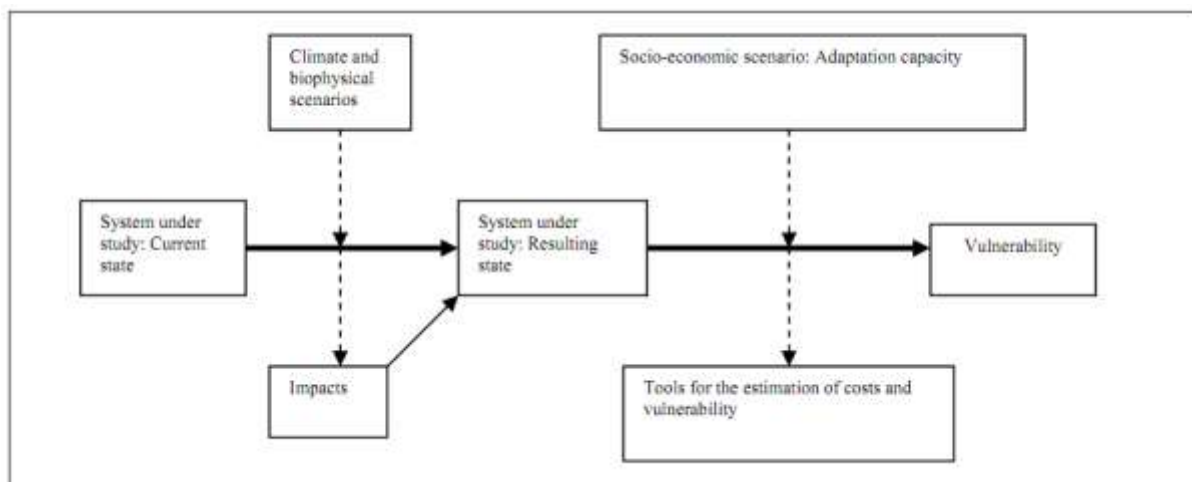 Climate and
biophysical
scenarios
Socio-economic scenario: Adaptation capacity
System under
study: Current
state
System under
study: Resulting
state
Vulnerability
Impacts
Tools for the estimation of costs and
vulnerability